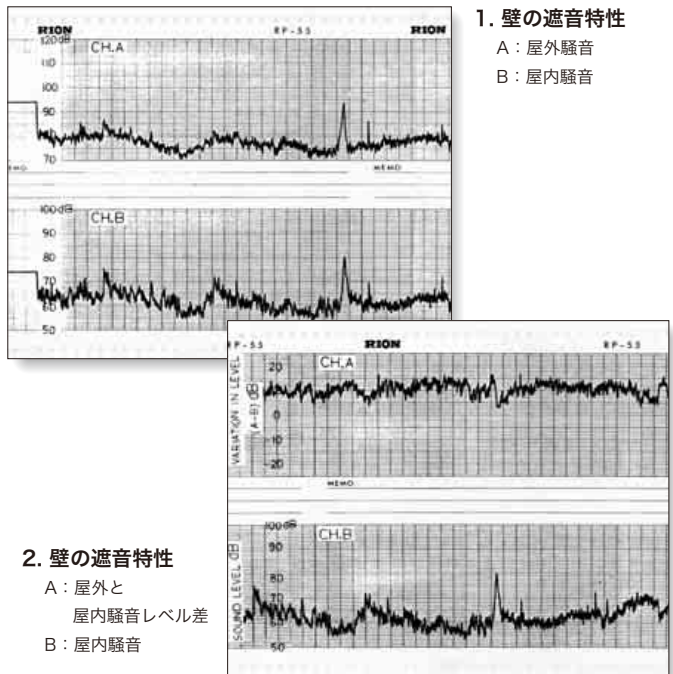 RION RP-55 RION
120dB CH.A
110
100
90
80
70
MEMO MEMO
100dB CH.B
90
80
70
60
50
1. 壁の遮音特性
A：屋外騒音
B：屋内騒音
RP-55 RION RP-55
VARIATION IN LEVEL
(A-B) dB
20 CH.A
0
-10
-20
MEMO
SOUND LEVEL dB
100dB CH.B
90
80
70
60
50
2. 壁の遮音特性
A：屋外と
屋内騒音レベル差
B：屋内騒音